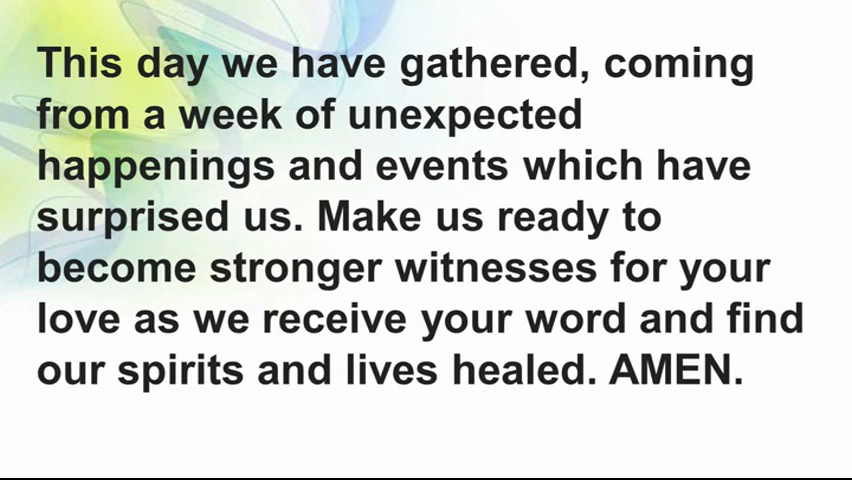 This day we have gathered, coming
from a week of unexpected
happenings and events which have
surprised us. Make us ready to
become stronger witnesses for your
love as we receive your word and find
our spirits and lives healed. AMEN.